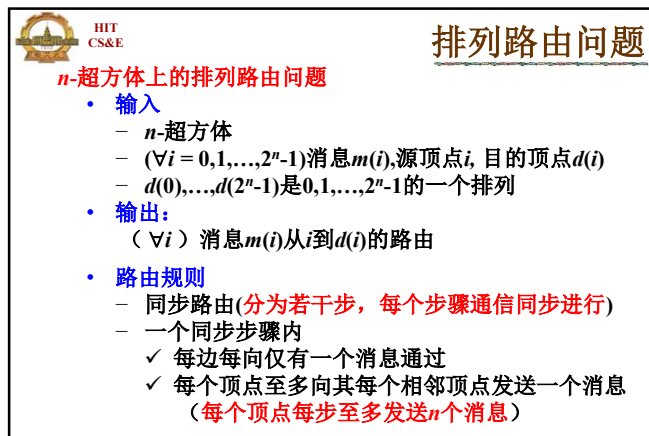 HIT
CS&E
排列路由问题
n-超方体上的排列路由问题
• 输入
– n-超方体
– (∀i = 0,1,…,2ⁿ-1)消息m(i),源顶点i, 目的顶点d(i)
– d(0),…,d(2ⁿ-1)是0,1,…,2ⁿ-1的一个排列
• 输出：
（ ∀i ）消息m(i)从i到d(i)的路由
• 路由规则
– 同步路由(分为若干步，每个步骤通信同步进行)
– 一个同步步骤内
✓ 每边每向仅有一个消息通过
✓ 每个顶点至多向其每个相邻顶点发送一个消息
（每个顶点每步至多发送n个消息）